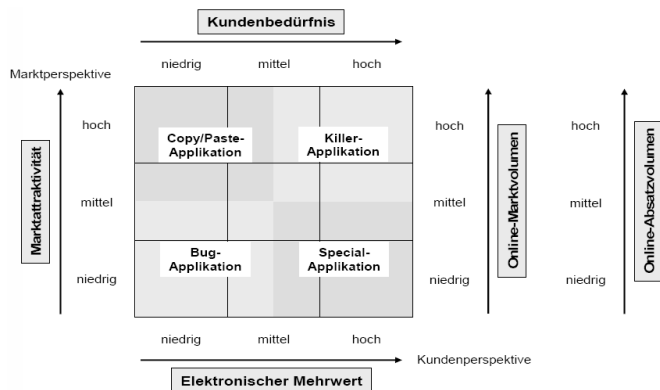 Kundenbedürfnis
niedrig mittel hoch
Marktperspektive
Marktattraktivität
hoch
mittel
niedrig
Copy/Paste-
Applikation
Killer-
Applikation
Bug-
Applikation
Special-
Applikation
hoch
mittel
niedrig
Online-Marktvolumen
hoch
mittel
niedrig
Online-Absatzvolumen
niedrig mittel hoch
Kundenperspektive
Elektronischer Mehrwert